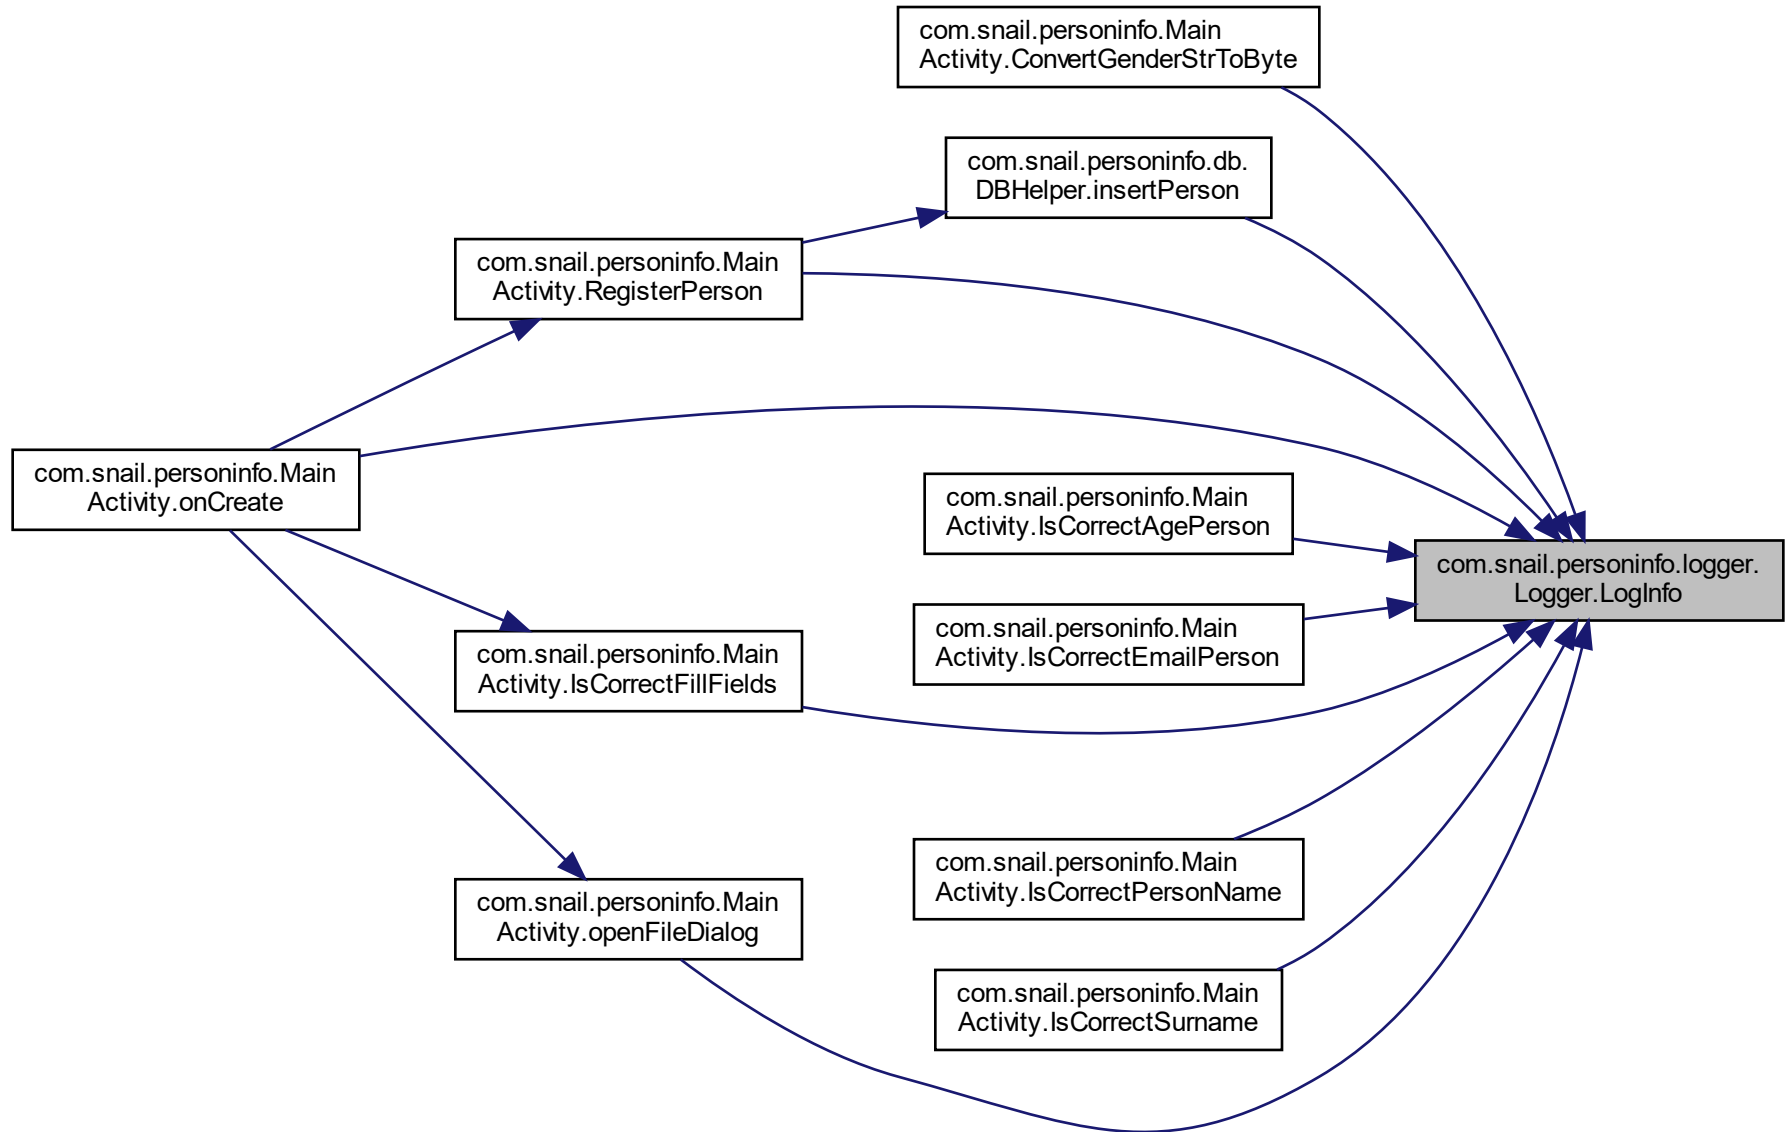 com.snail.personinfo.Main
Activity.ConvertGenderStrToByte
com.snail.personinfo.db.
DBHelper.insertPerson
com.snail.personinfo.Main
Activity.RegisterPerson
com.snail.personinfo.Main
Activity.onCreate
com.snail.personinfo.Main
Activity.IsCorrectAgePerson
com.snail.personinfo.logger.
Logger.LogInfo
com.snail.personinfo.Main
Activity.IsCorrectEmailPerson
com.snail.personinfo.Main
Activity.IsCorrectFillFields
com.snail.personinfo.Main
Activity.IsCorrectPersonName
com.snail.personinfo.Main
Activity.openFileDialog
com.snail.personinfo.Main
Activity.IsCorrectSurname